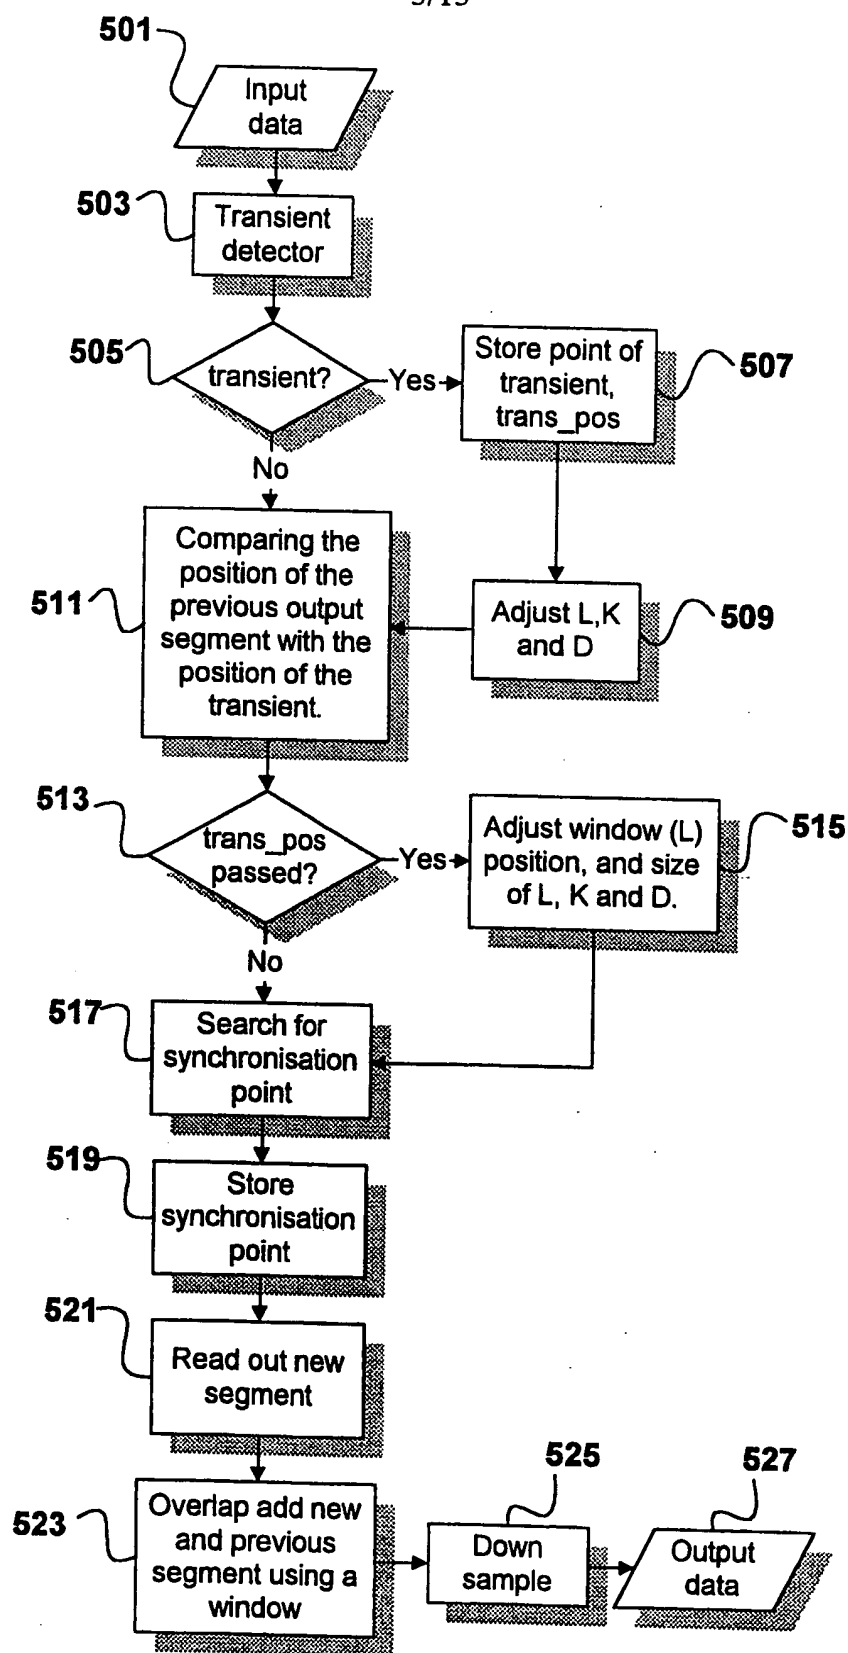 501
Input
data
503
Transient
detector
505
transient?
Yes
Store point of
transient,
trans_pos
507
No
511
Comparing the
position of the
previous output
segment with the
position of the
transient.
Adjust L,K
and D
509
513
trans_pos
passed?
Yes
Adjust window (L)
position, and size
of L, K and D.
515
No
517
Search for
synchronisation
point
519
Store
synchronisation
point
521
Read out new
segment
523
Overlap add new
and previous
segment using a
window
525
Down
sample
527
Output
data